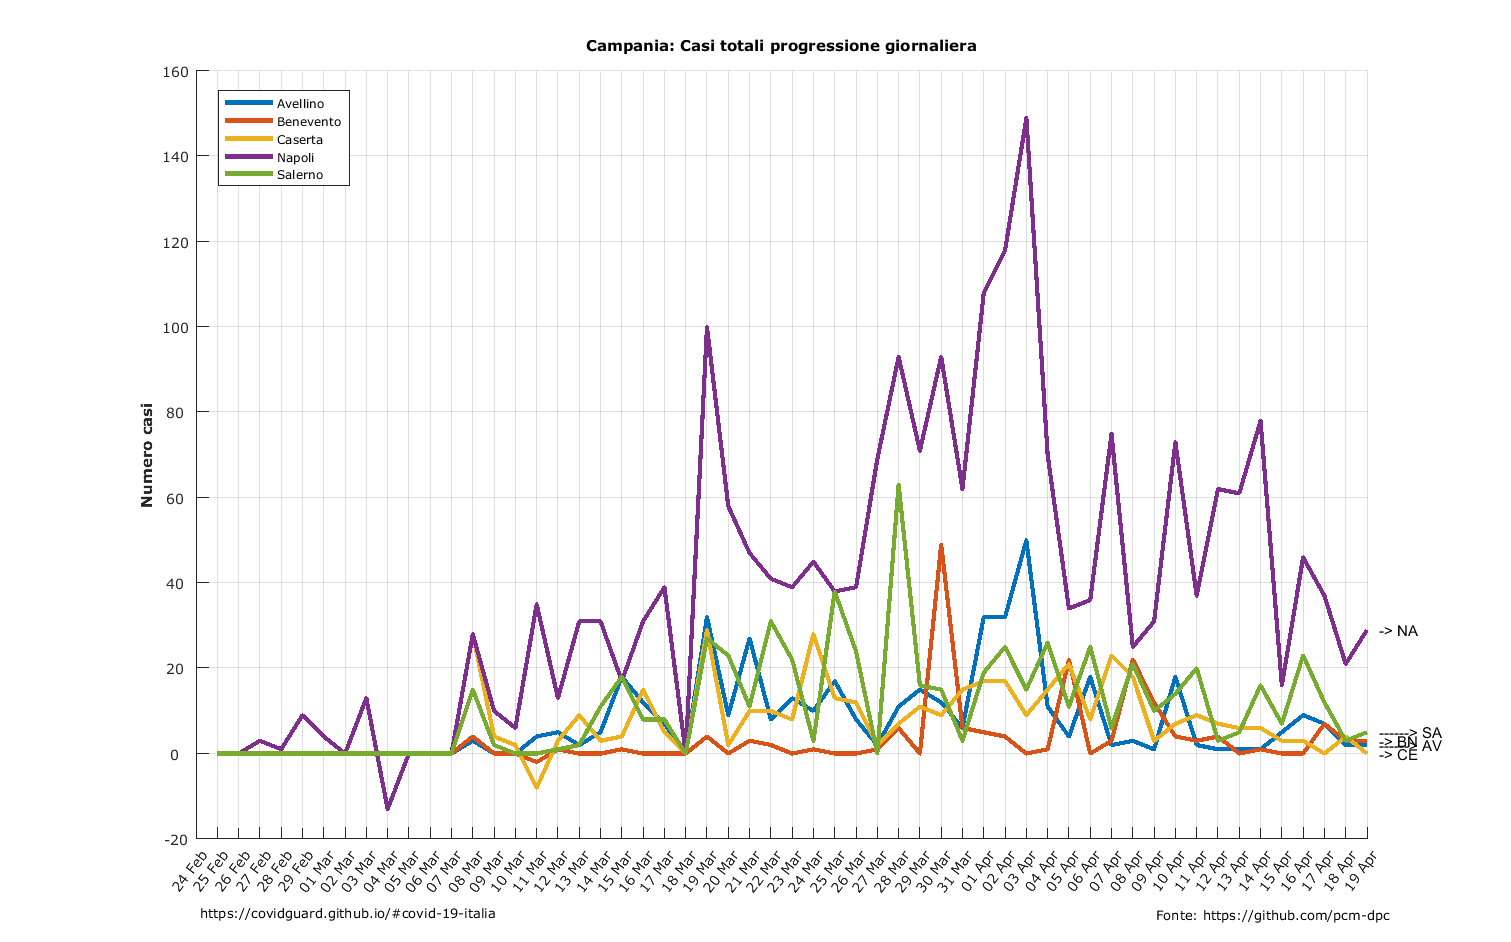 Campania: Casi totali progressione giornaliera
Numero casi
160
140
120
100
80
60
40
20
0
-20
Avellino
Benevento
Caserta
Napoli
Salerno
-> NA
------> SA
-> BN
-----> AV
-> CE
24 Feb
25 Feb
26 Feb
27 Feb
28 Feb
29 Feb
01 Mar
02 Mar
03 Mar
04 Mar
05 Mar
06 Mar
07 Mar
08 Mar
09 Mar
10 Mar
11 Mar
12 Mar
13 Mar
14 Mar
15 Mar
16 Mar
17 Mar
18 Mar
19 Mar
20 Mar
21 Mar
22 Mar
23 Mar
24 Mar
25 Mar
26 Mar
27 Mar
28 Mar
29 Mar
30 Mar
31 Mar
01 Apr
02 Apr
03 Apr
04 Apr
05 Apr
06 Apr
07 Apr
08 Apr
09 Apr
10 Apr
11 Apr
12 Apr
13 Apr
14 Apr
15 Apr
16 Apr
17 Apr
18 Apr
19 Apr
https://covidguard.github.io/#covid-19-italia
Fonte: https://github.com/pcm-dpc